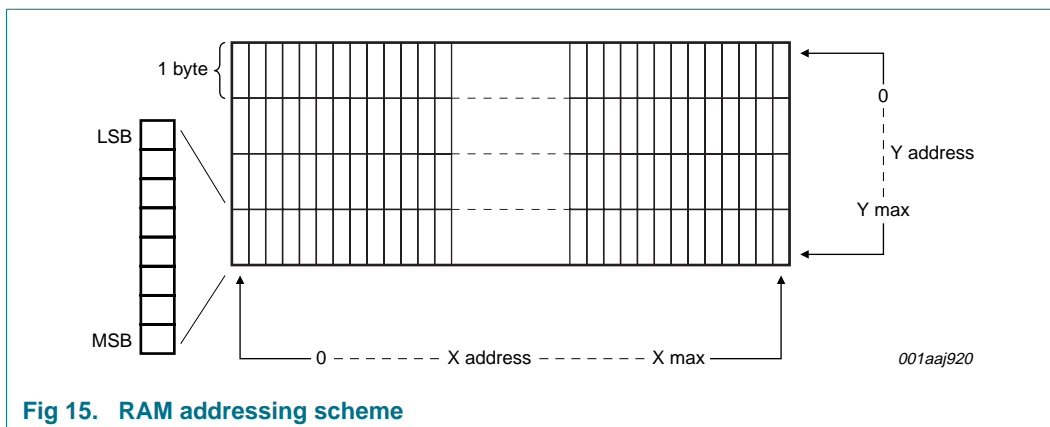 1 byte
0
LSB
Y address
Y max
MSB
0 X address X max
001aaj920
Fig 15. RAM addressing scheme